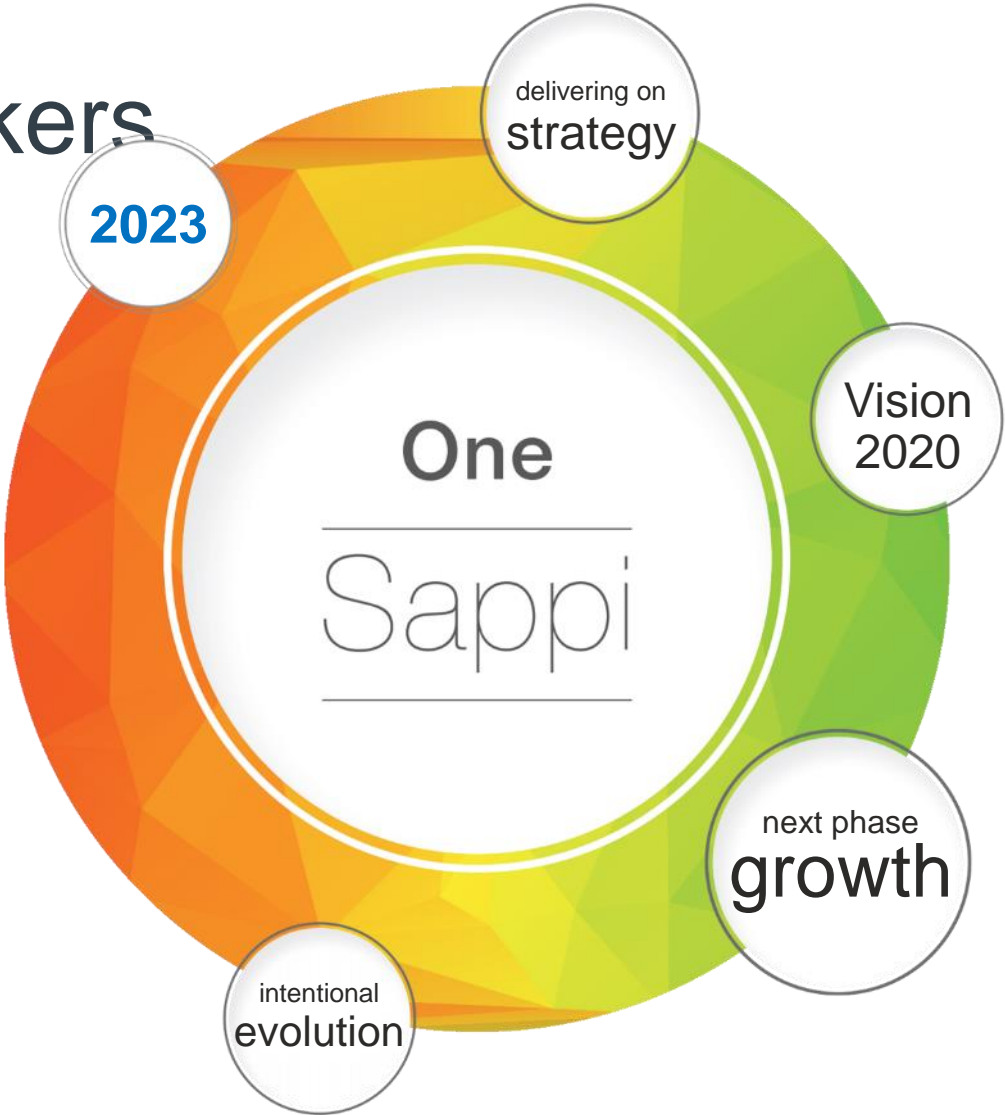 kers
2023
delivering on
strategy
Vision
2020
One
Sappi
next phase
growth
intentional
evolution